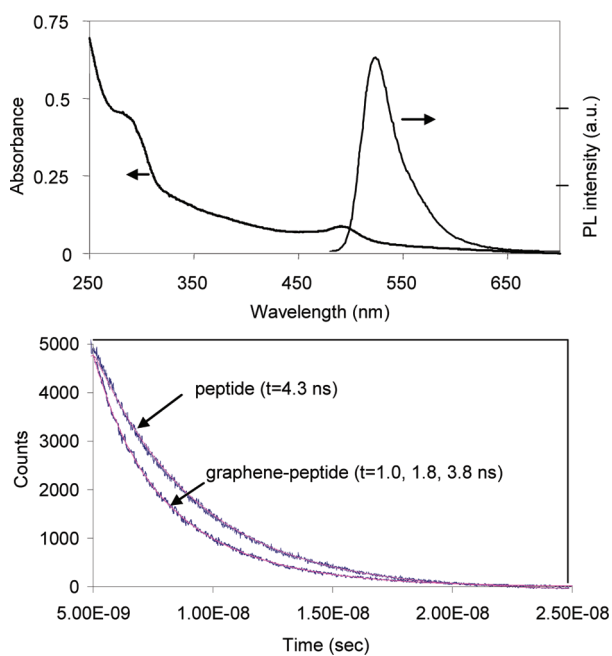 0.75
0.5
0.25
0
Absorbance
PL intensity (a.u.)
250 350 450 550 650
Wavelength (nm)
5000
4000
3000
2000
1000
0
Counts
peptide (t=4.3 ns)
graphene-peptide (t=1.0, 1.8, 3.8 ns)
5.00E-09 1.00E-08 1.50E-08 2.00E-08 2.50E-08
Time (sec)